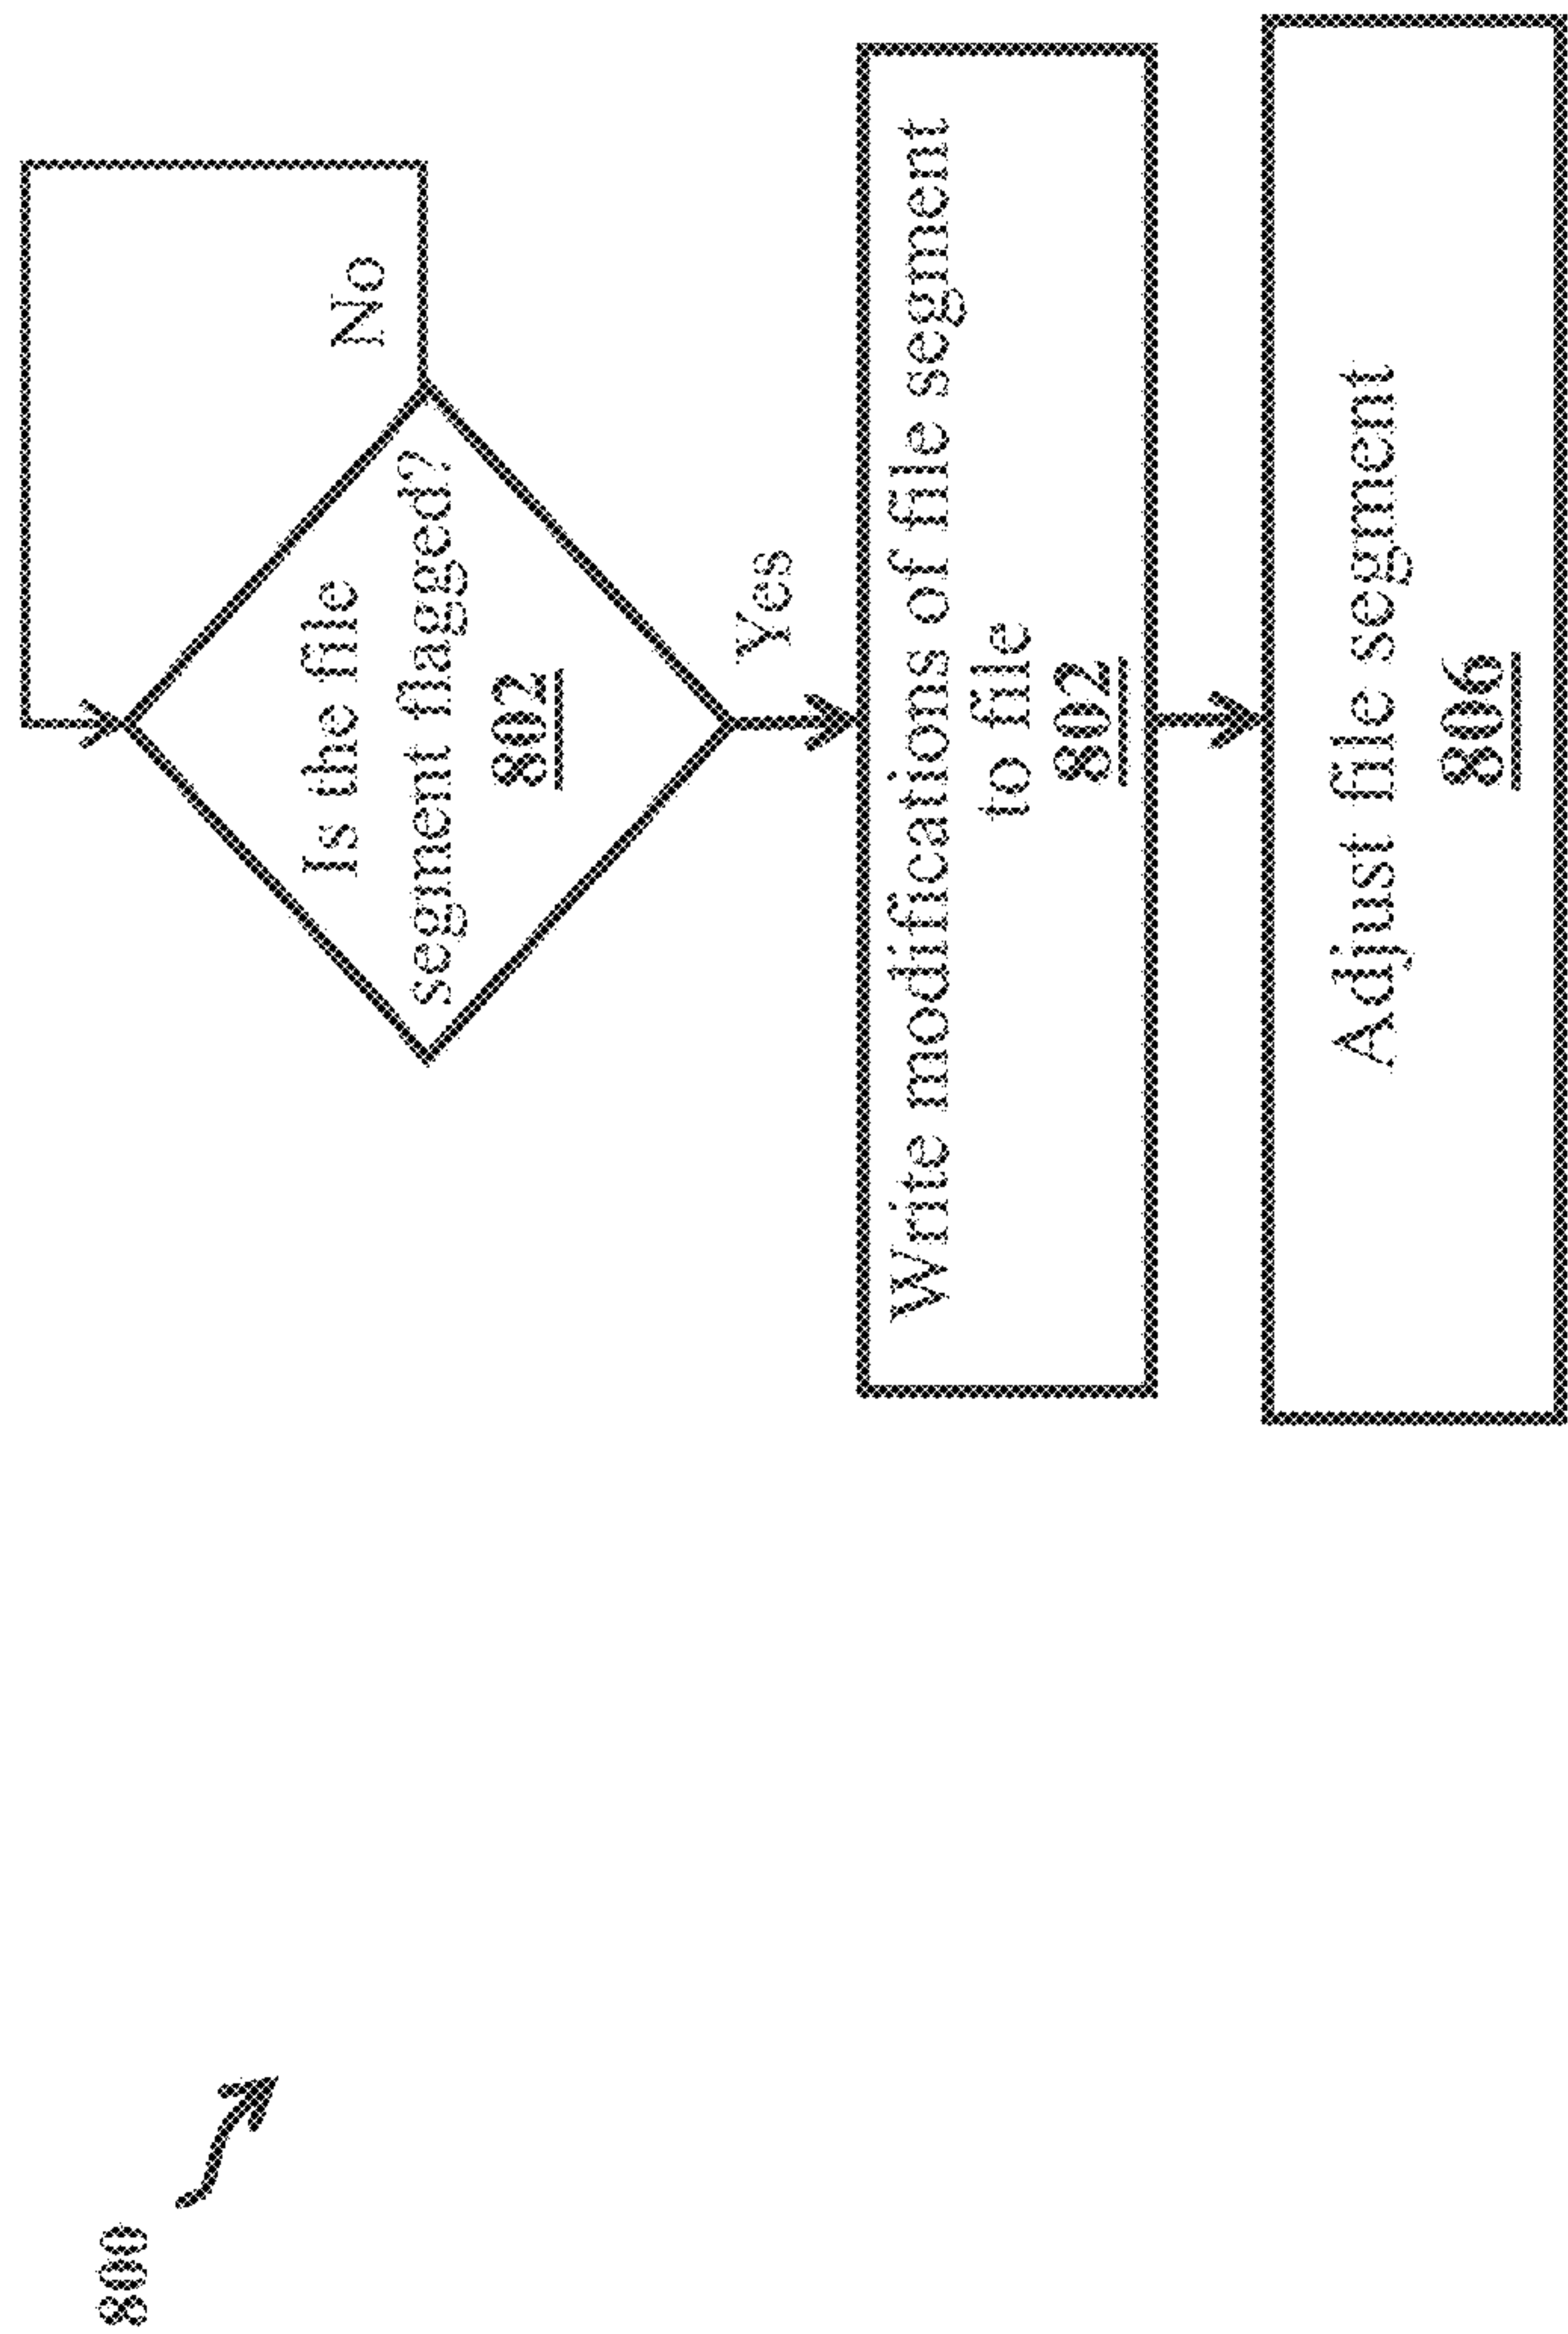 800
Is the file
segment flagged?
802
No
Yes
Write modifications of file segment
to file
802
Adjust file segment
806